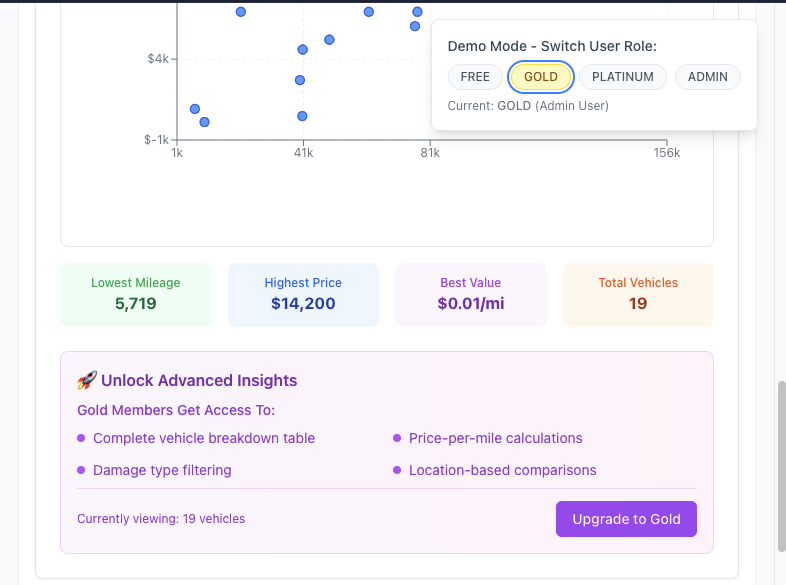 $4k
$-1k
1k
41k
81k
156k
Demo Mode - Switch User Role:
FREE
GOLD
PLATINUM
ADMIN
Current: GOLD (Admin User)
Lowest Mileage
5,719
Highest Price
$14,200
Best Value
$0.01/mi
Total Vehicles
19
🚀 Unlock Advanced Insights
Gold Members Get Access To:
Complete vehicle breakdown table
Price-per-mile calculations
Damage type filtering
Location-based comparisons
Currently viewing: 19 vehicles
Upgrade to Gold